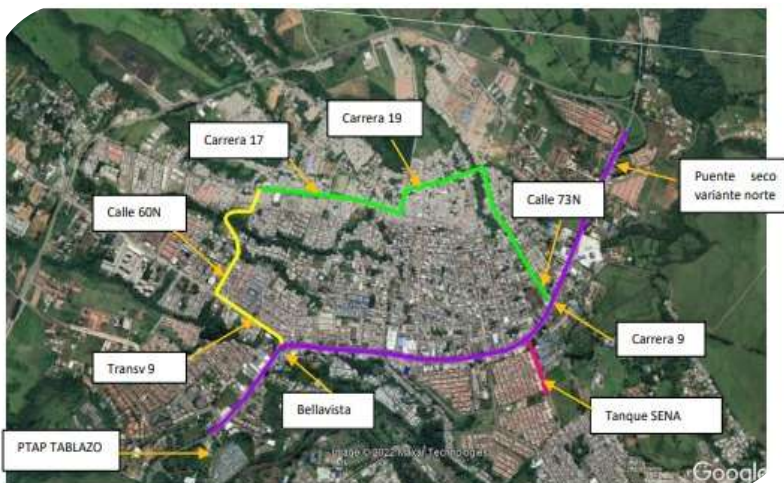 Carrera 19
Carrera 17
Puente seco
variante norte
Calle 73N
Calle 60N
Carrera 9
Transv 9
Bellavista
Tanque SENA
PTAP TABLAZO
Image © 2022 Maxar Technologies
Google